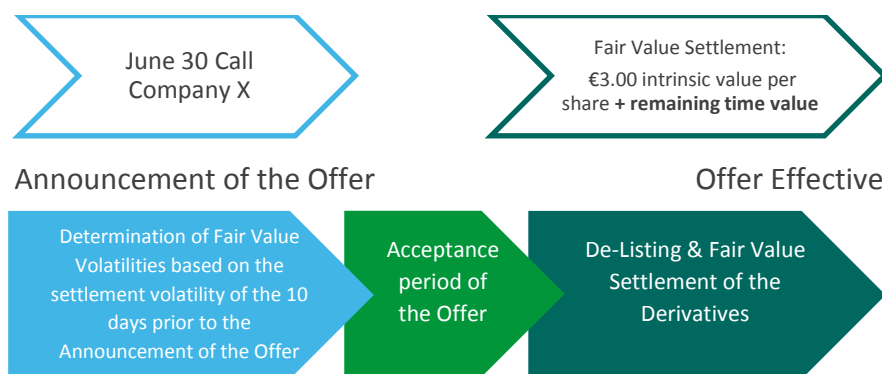 June 30 Call
Company X
Fair Value Settlement:
€3.00 intrinsic value per
share + remaining time value
Announcement of the Offer
Offer Effective
Determination of Fair Value
Volatilities based on the
settlement volatility of the 10
days prior to the
Announcement of the Offer
Acceptance
period of
the Offer
De-Listing & Fair Value
Settlement of the
Derivatives